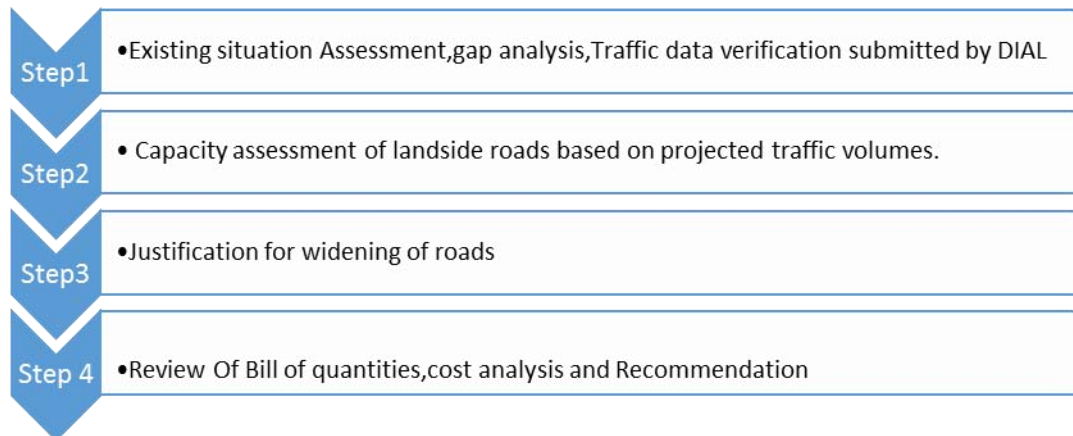 Step1
•Existing situation Assessment,gap analysis,Traffic data verification submitted by DIAL
Step2
• Capacity assessment of landside roads based on projected traffic volumes.
Step3
•Justification for widening of roads
Step 4
•Review Of Bill of quantities,cost analysis and Recommendation